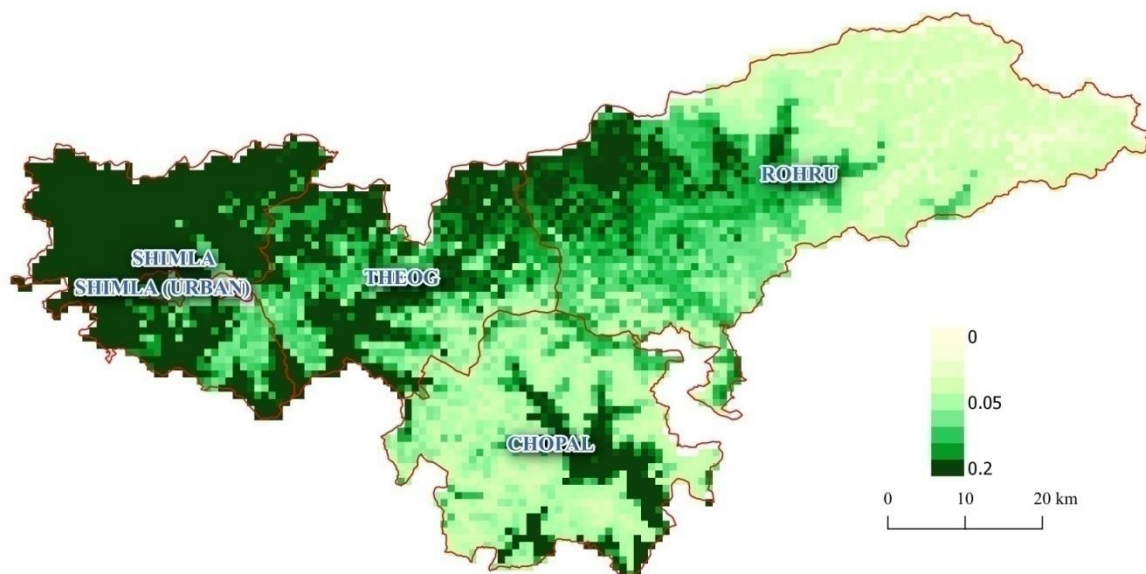 ROHRU
SHIMLA
SHIMLA (URBAN)
THEOG
CHOPAL
0
0.05
0.2
0 10 20 km